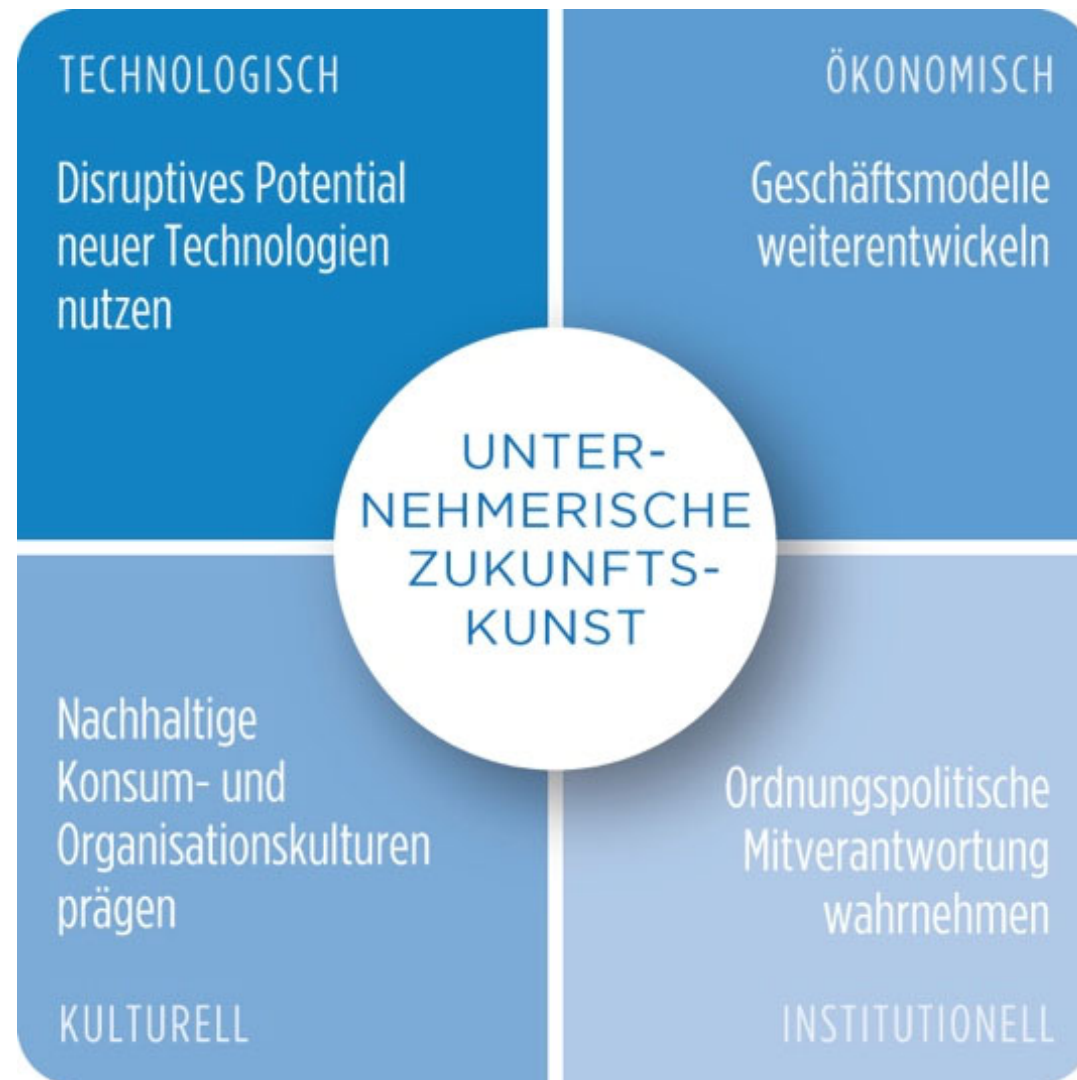 TECHNOLOGISCH
Disruptives Potential
neuer Technologien
nutzen
ÖKONOMISCH
Geschäftsmodelle
weiterentwickeln
UNTER-
NEHMERISCHE
ZUKUNFTS-
KUNST
Nachhaltige
Konsum- und
Organisationskulturen
prägen
KULTURELL
Ordnungspolitische
Mitverantwortung
wahrnehmen
INSTITUTIONELL